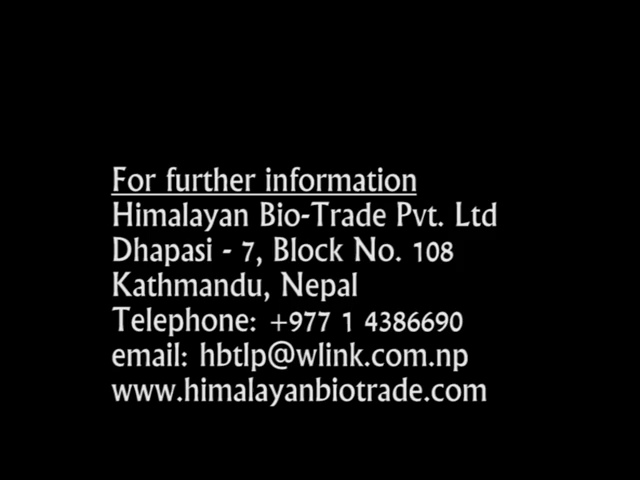 For further information
Himalayan Bio-Trade Pvt. Ltd
Dhapasi - 7, Block No. 108
Kathmandu, Nepal
Telephone: +977 1 4386690
email: hbtlp@wlink.com.np
www.himalayanbiotrade.com